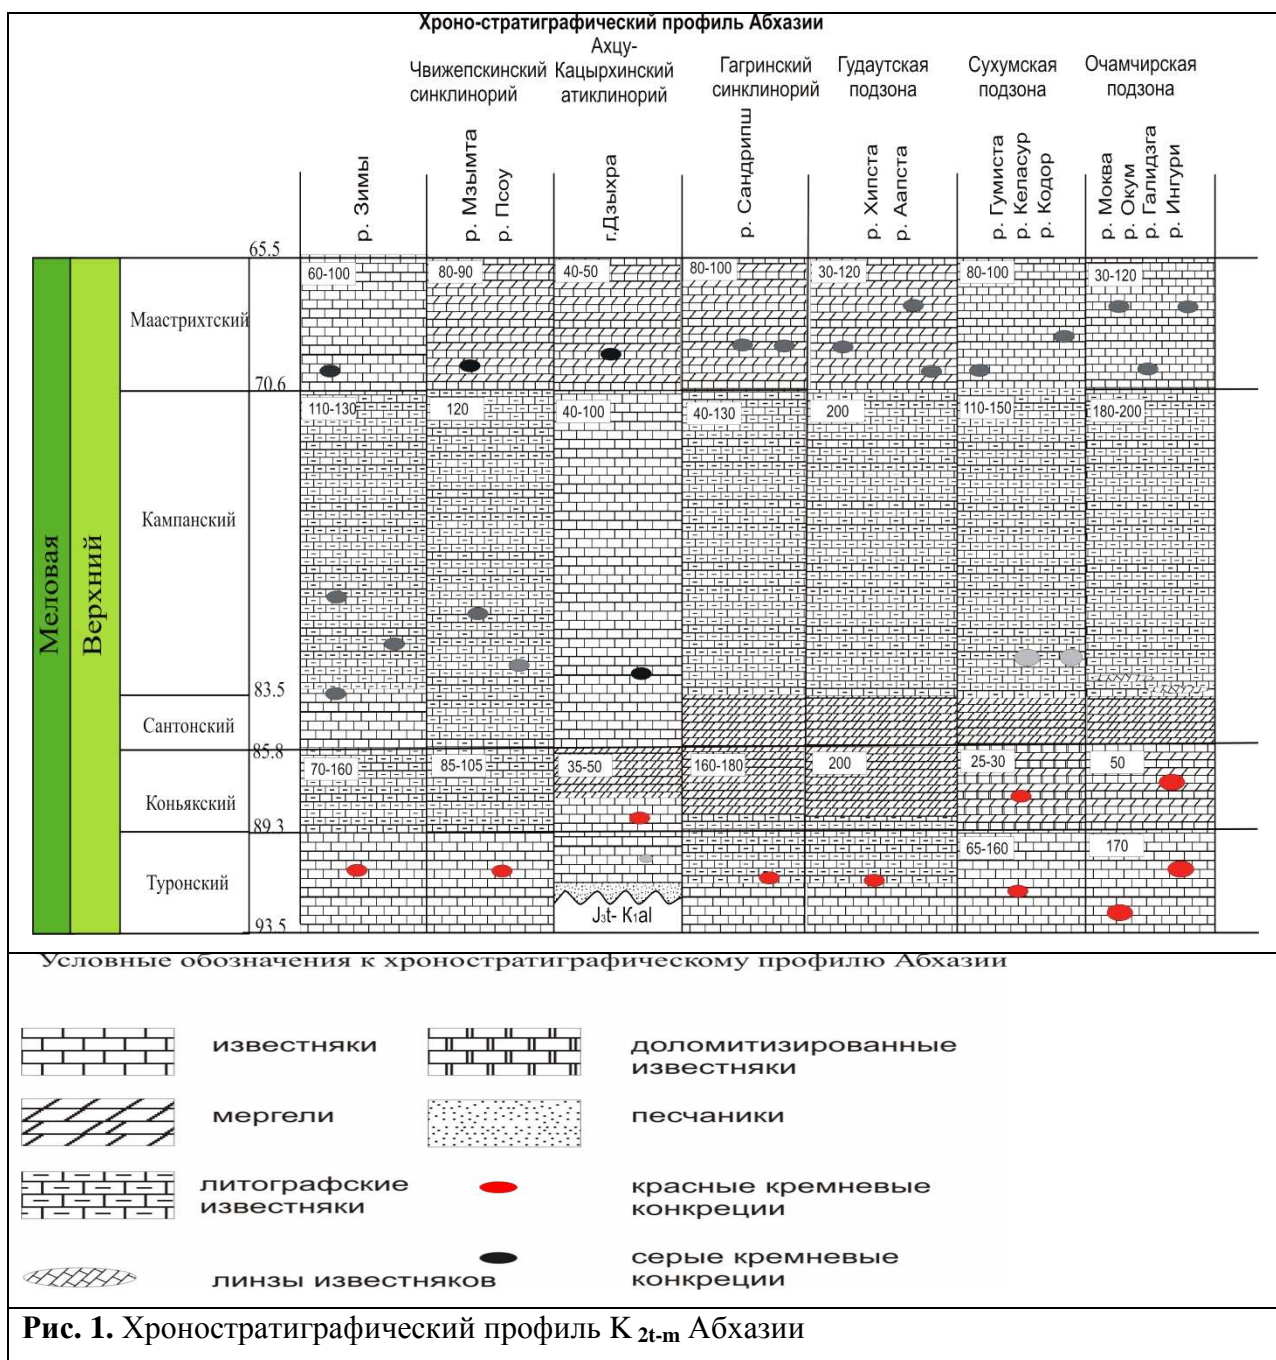 Хроно-стратиграфический профиль Абхазии
Чвижепскинский синклинорий
Ахцу-
Кацырхинский
атиклинорий
Гагринский
синклинорий
Гудаутская
подзона
Сухумская
подзона
Очамчирская
подзона
р. Зимы
р. Мзымта
р. Псоу
г.Дзыхра
р. Сандрипш
р. Хипста
р. Аапста
р. Гумиста
р. Келасур
р. Кодор
р. Моква
р. Окум
р. Галидзга
р. Ингури
65.5
Меловая
Верхний
Маастрихтский
60-100
80-90
40-50
80-100
30-120
80-100
30-120
70.6
Кампанский
110-130
120
40-100
40-130
200
110-150
180-200
83.5
Сантонский
85.8
Коньякский
70-160
85-105
35-50
160-180
200
25-30
50
89.3
Туронский
65-160
170
J3t- K1al
93.5
Условные обозначения к хроностратиграфическому профилю Абхазии
известняки
доломитизированные
известняки
мергели
песчаники
литографские
известняки
красные кремневые
конкреции
линзы известняков
серые кремневые
конкреции
Рис. 1. Хроностратиграфический профиль K 2t-m Абхазии